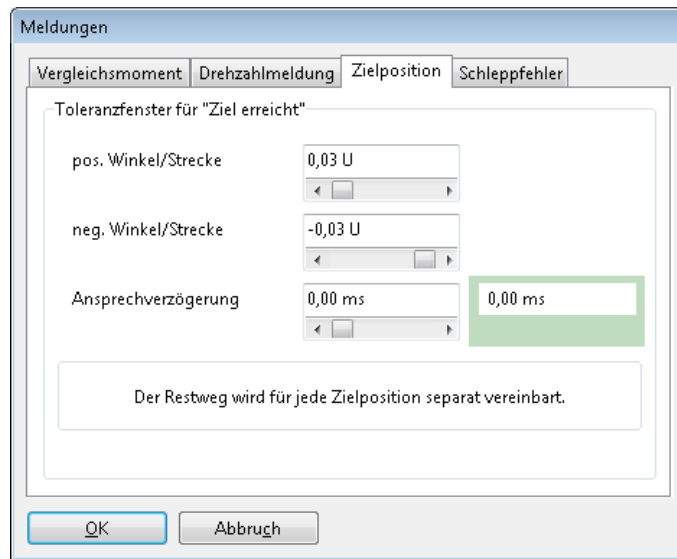 Meldungen
Vergleichsmoment Drehzahlmeldung Zielposition Schleppfehler
Toleranzfenster für "Ziel erreicht"
pos. Winkel/Strecke 0,03 U
neg. Winkel/Strecke -0,03 U
Ansprechverzögerung 0,00 ms 0,00 ms
Der Restweg wird für jede Zielposition separat vereinbart.
OK Abbruch